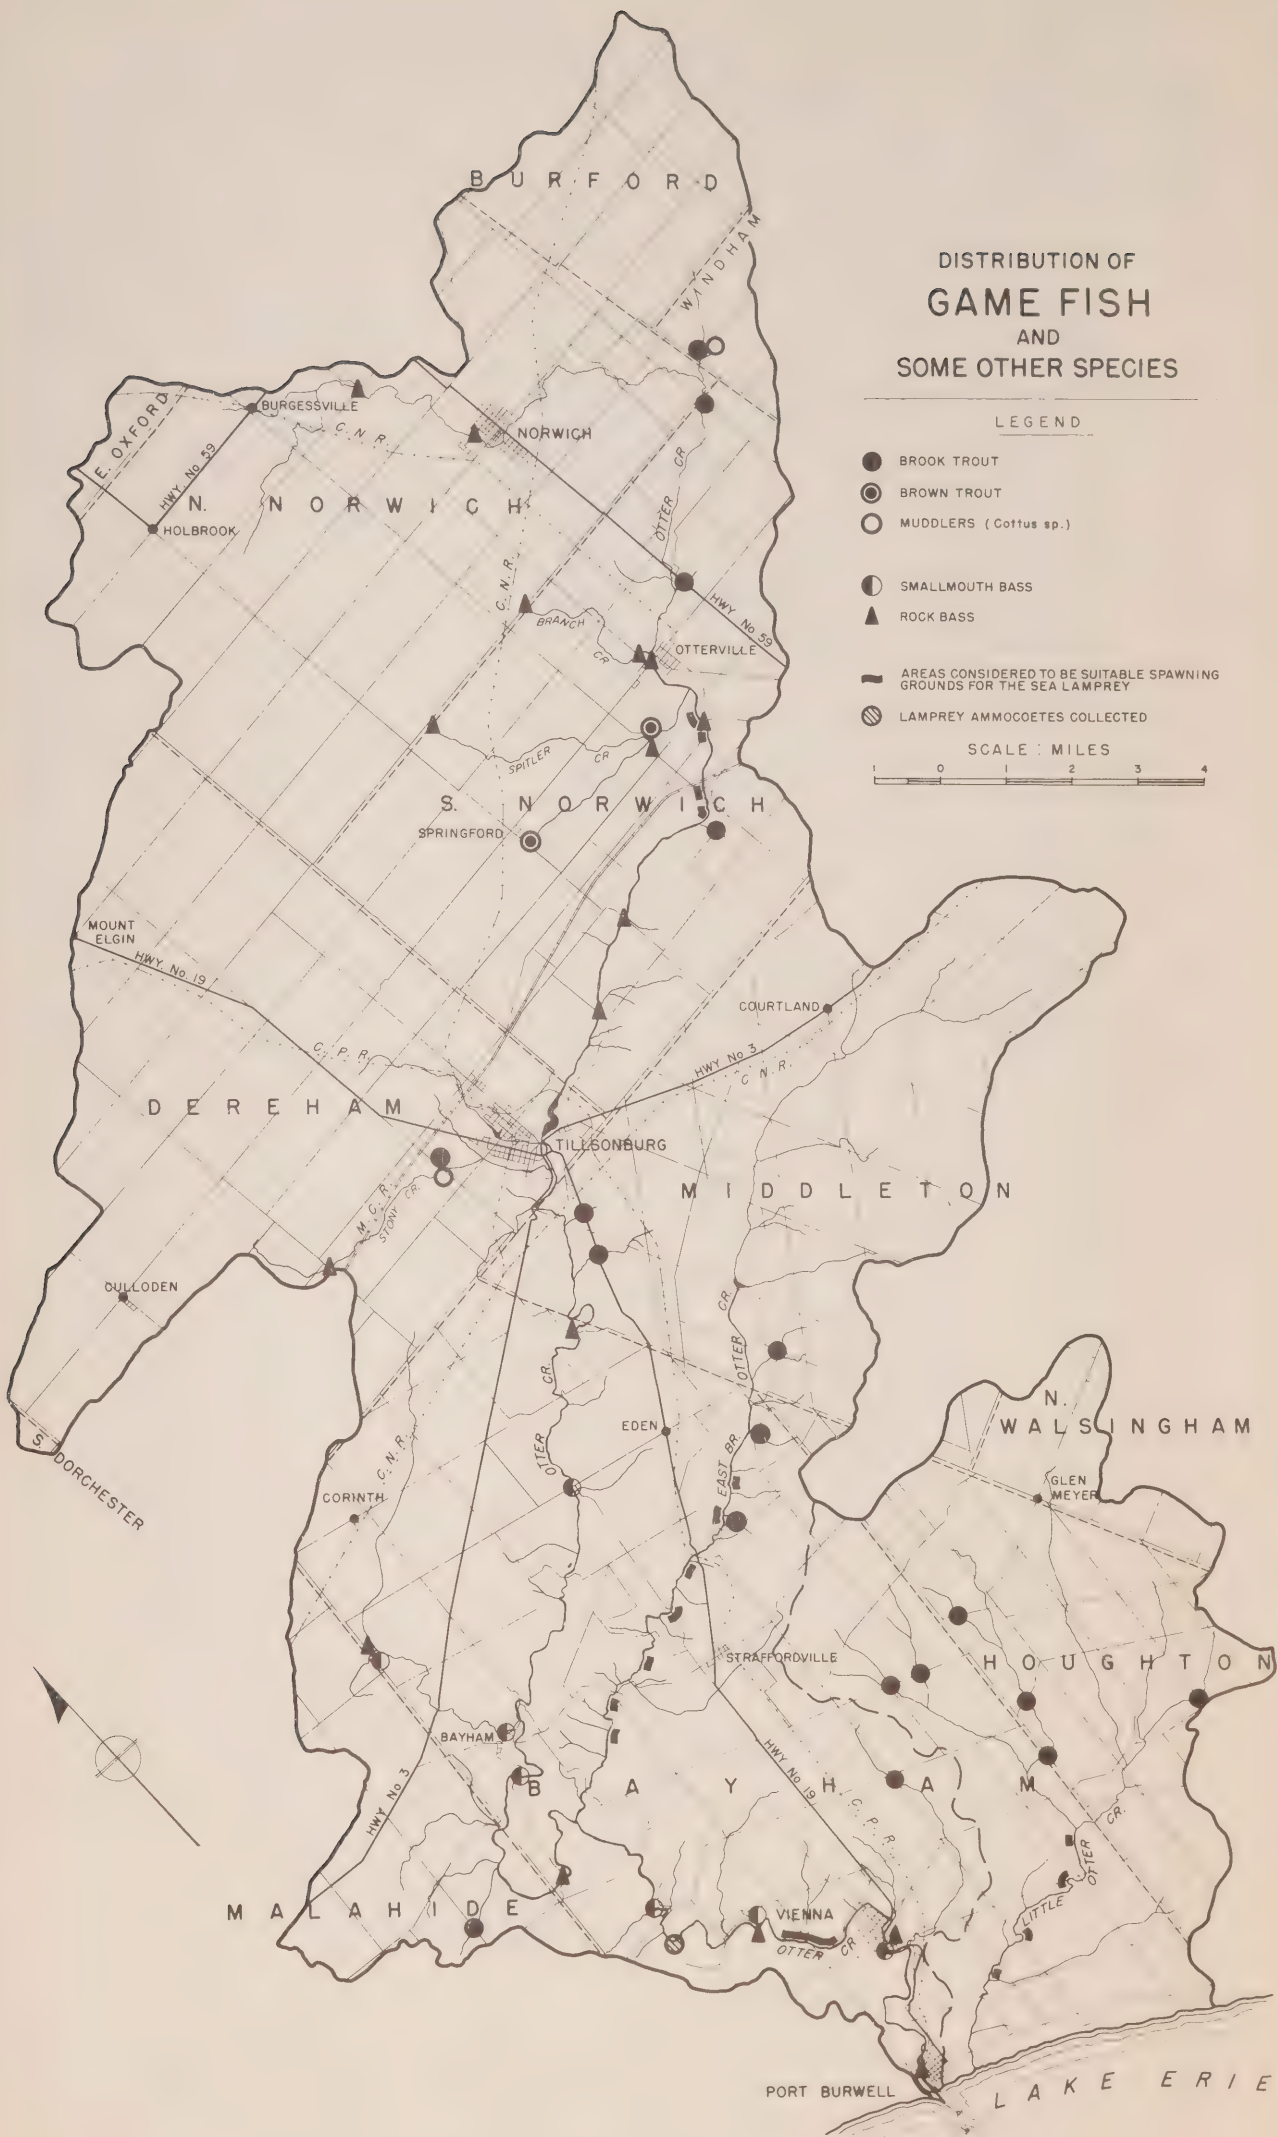 BURFORD
WINDHAM
DISTRIBUTION OF
GAME FISH
AND
SOME OTHER SPECIES
LEGEND
BROOK TROUT
BROWN TROUT
MUDDLERS (Cottus sp.)
SMALLMOUTH BASS
ROCK BASS
AREAS CONSIDERED TO BE SUITABLE SPAWNING
GROUNDS FOR THE SEA LAMPREY
LAMPREY AMMOCOETES COLLECTED
SCALE : MILES
1 0 1 2 3 4
E. OXFORD
BURGESSVILLE
C. N. R.
NORWICH
HWY. No 59
N. NORWICH
HOLBROOK
OTTER CR
C. N. R.
HWY No 59
BRANCH CR
OTTERVILLE
SPITLER CR
S. NORWICH
SPRINGFORD
MOUNT
ELGIN
HWY. No. 19
COURTLAND
C. P. R.
HWY No 3
C. N. R.
DEREHAM
TILLSONBURG
MIDDLETON
M. C. R.
STONY CR.
CULLODEN
OTTER CR.
OTTER CR.
EAST BR.
EDEN
N.
WALSINGHAM
S. DORCHESTER
C. N. R.
CORINTH
GLEN
MEYER
STRAFFORDVILLE
HOUGHTON
BAYHAM
HWY No 3
BAYHAM
HWY No 19
C. P. R.
LITTLE OTTER CR.
MALAHIDE
VIENNA
OTTER CR
PORT BURWELL
LAKE ERIE